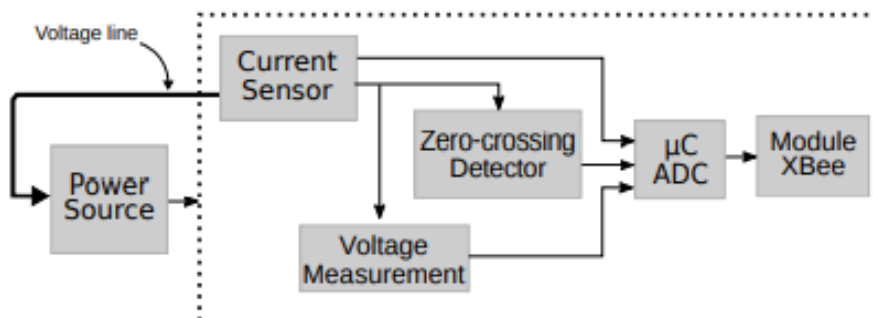 Voltage line
Current
Sensor
Zero-crossing
Detector
µC
ADC
Module
XBee
Power
Source
Voltage
Measurement